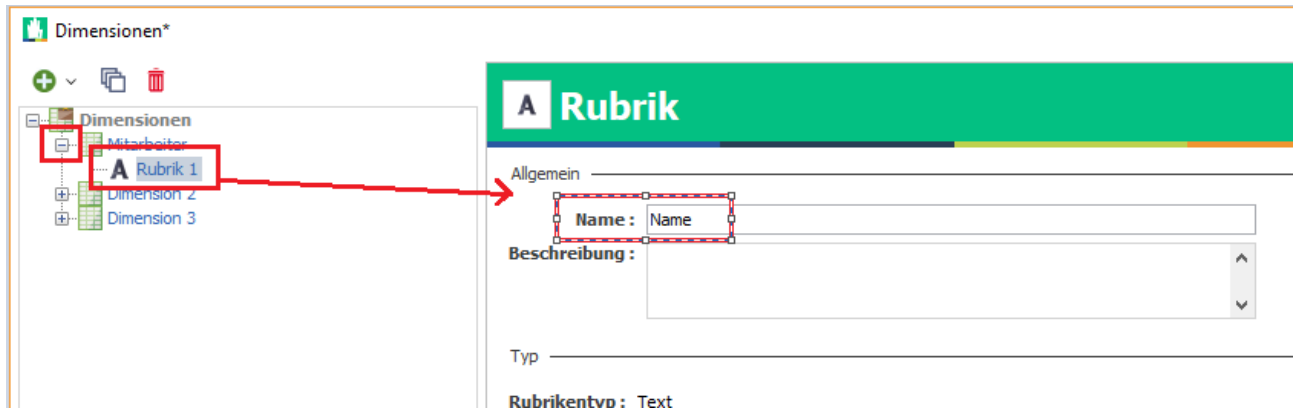 Dimensionen*
Dimensionen
Mitarbeiter
A Rubrik 1
Dimension 2
Dimension 3
A Rubrik
Allgemein
Name : Name
Beschreibung :
Typ
Rubrikentyp : Text